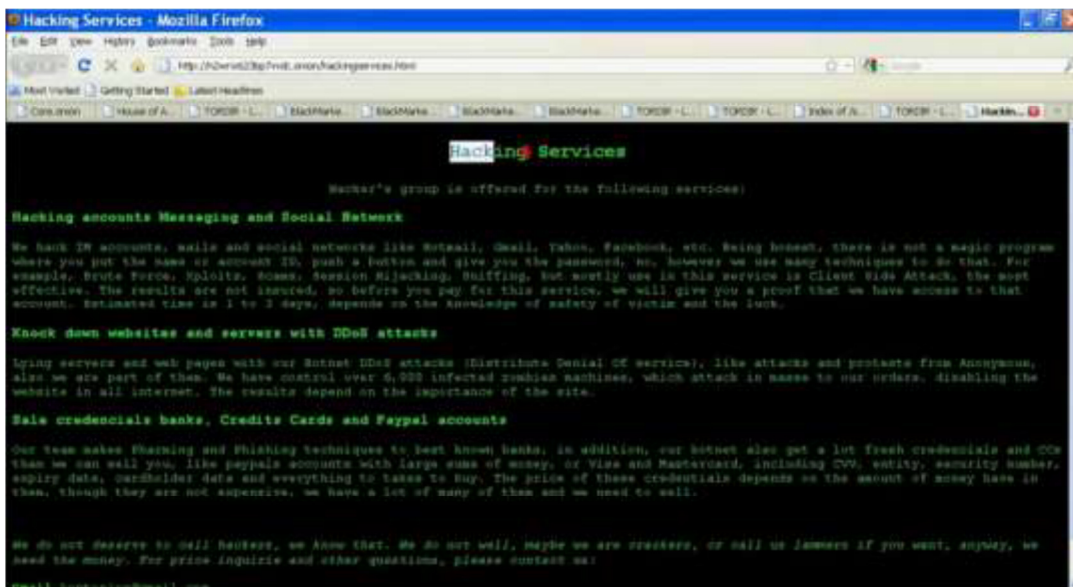 Hacking Services - Mozilla Firefox
File Edit View History Bookmarks Tools Help
Most Visited Getting Started Latest Headlines
Core.onion House of A... TORDIR - L... BlackMarke... BlackMarke... BlackMarke... BlackMarke... TORDIR - L... TORDIR - L... Index of /s... TORDIR - L... Hackin...
Hacking Services
Hacker's group is offered for the following services:
Hacking accounts Messaging and Social Network
We hack IM accounts, mails and social networks like Hotmail, Gmail, Yahoo, Facebook, etc. Being honest, there is not a magic program
where you put the name or account ID, push a button and give you the password, no, however we use many techniques to do that. For
example, Brute Force, Xploits, Scams, Session Hijacking, Sniffing, but mostly use in this service is Client Side Attack, the most
effective. The results are not insured, so before you pay for this service, we will give you a proof that we have access to that
account. Estimated time is 1 to 3 days, depends on the knowledge of safety of victim and the luck.
Knock down websites and servers with DDoS attacks
Lying servers and web pages with our Botnet DDoS attacks (Distribute Denial Of service), like attacks and protests from Anonymous,
also we are part of them. We have control over 6,000 infected zombies machines, which attack in masse to our orders, disabling the
website in all internet. The results depend on the importance of the site.
Sale credencials banks, Credits Cards and Paypal accounts
Our team makes Pharming and Phishing techniques to best known banks, in addition, our botnet also get a lot fresh credencials and CCs
than we can sell you, like paypals accounts with large sums of money, or Visa and Mastercard, including CVV, entity, security number,
expiry date, cardholder data and everything to takes to buy. The price of these credentials depends on the amount of money have in
them, though they are not expensive, we have a lot of many of them and we need to sell.
We do not deserve to call hackers, we know that. We do not well, maybe we are crackers, or call us lammers if you want, anyway, we
need the money. For price inquirie and other questions, please contact us: